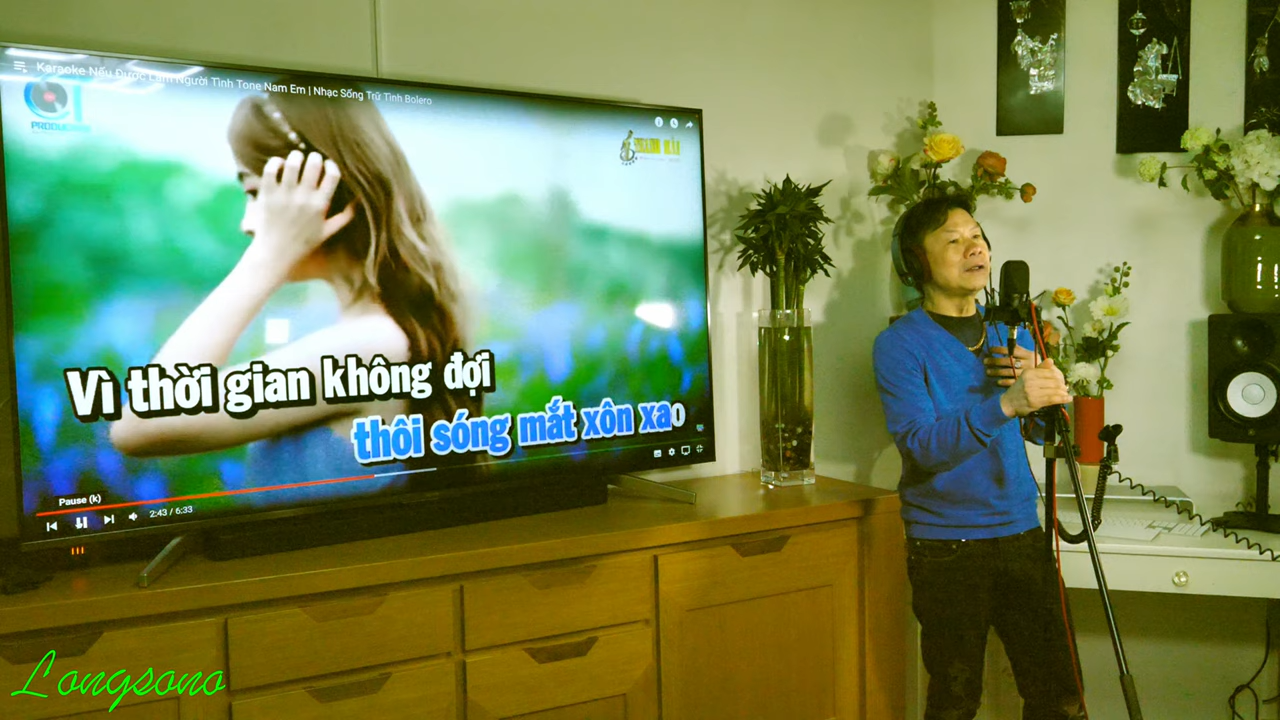 Karaoke Nếu Được Làm Người Tình Tone Nam Em | Nhạc Sống Trữ Tình Bolero
Vì thời gian không đợi
thôi sóng mắt xôn xao
Pause (k)
2:43 / 6:33
Longsono